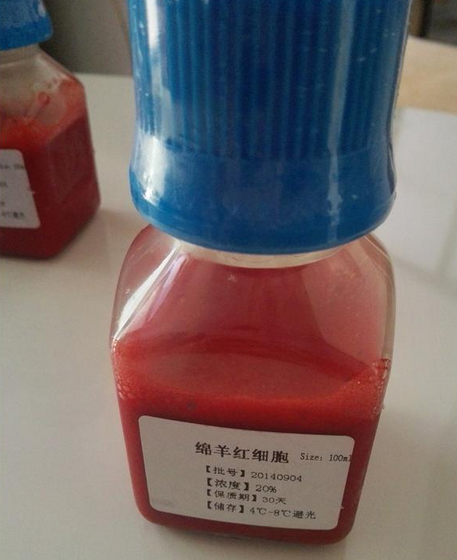 绵羊红细胞 Size: 100ml
【批号】20140904
【浓度】20%
【保质期】30天
【储存】4℃-8℃避光